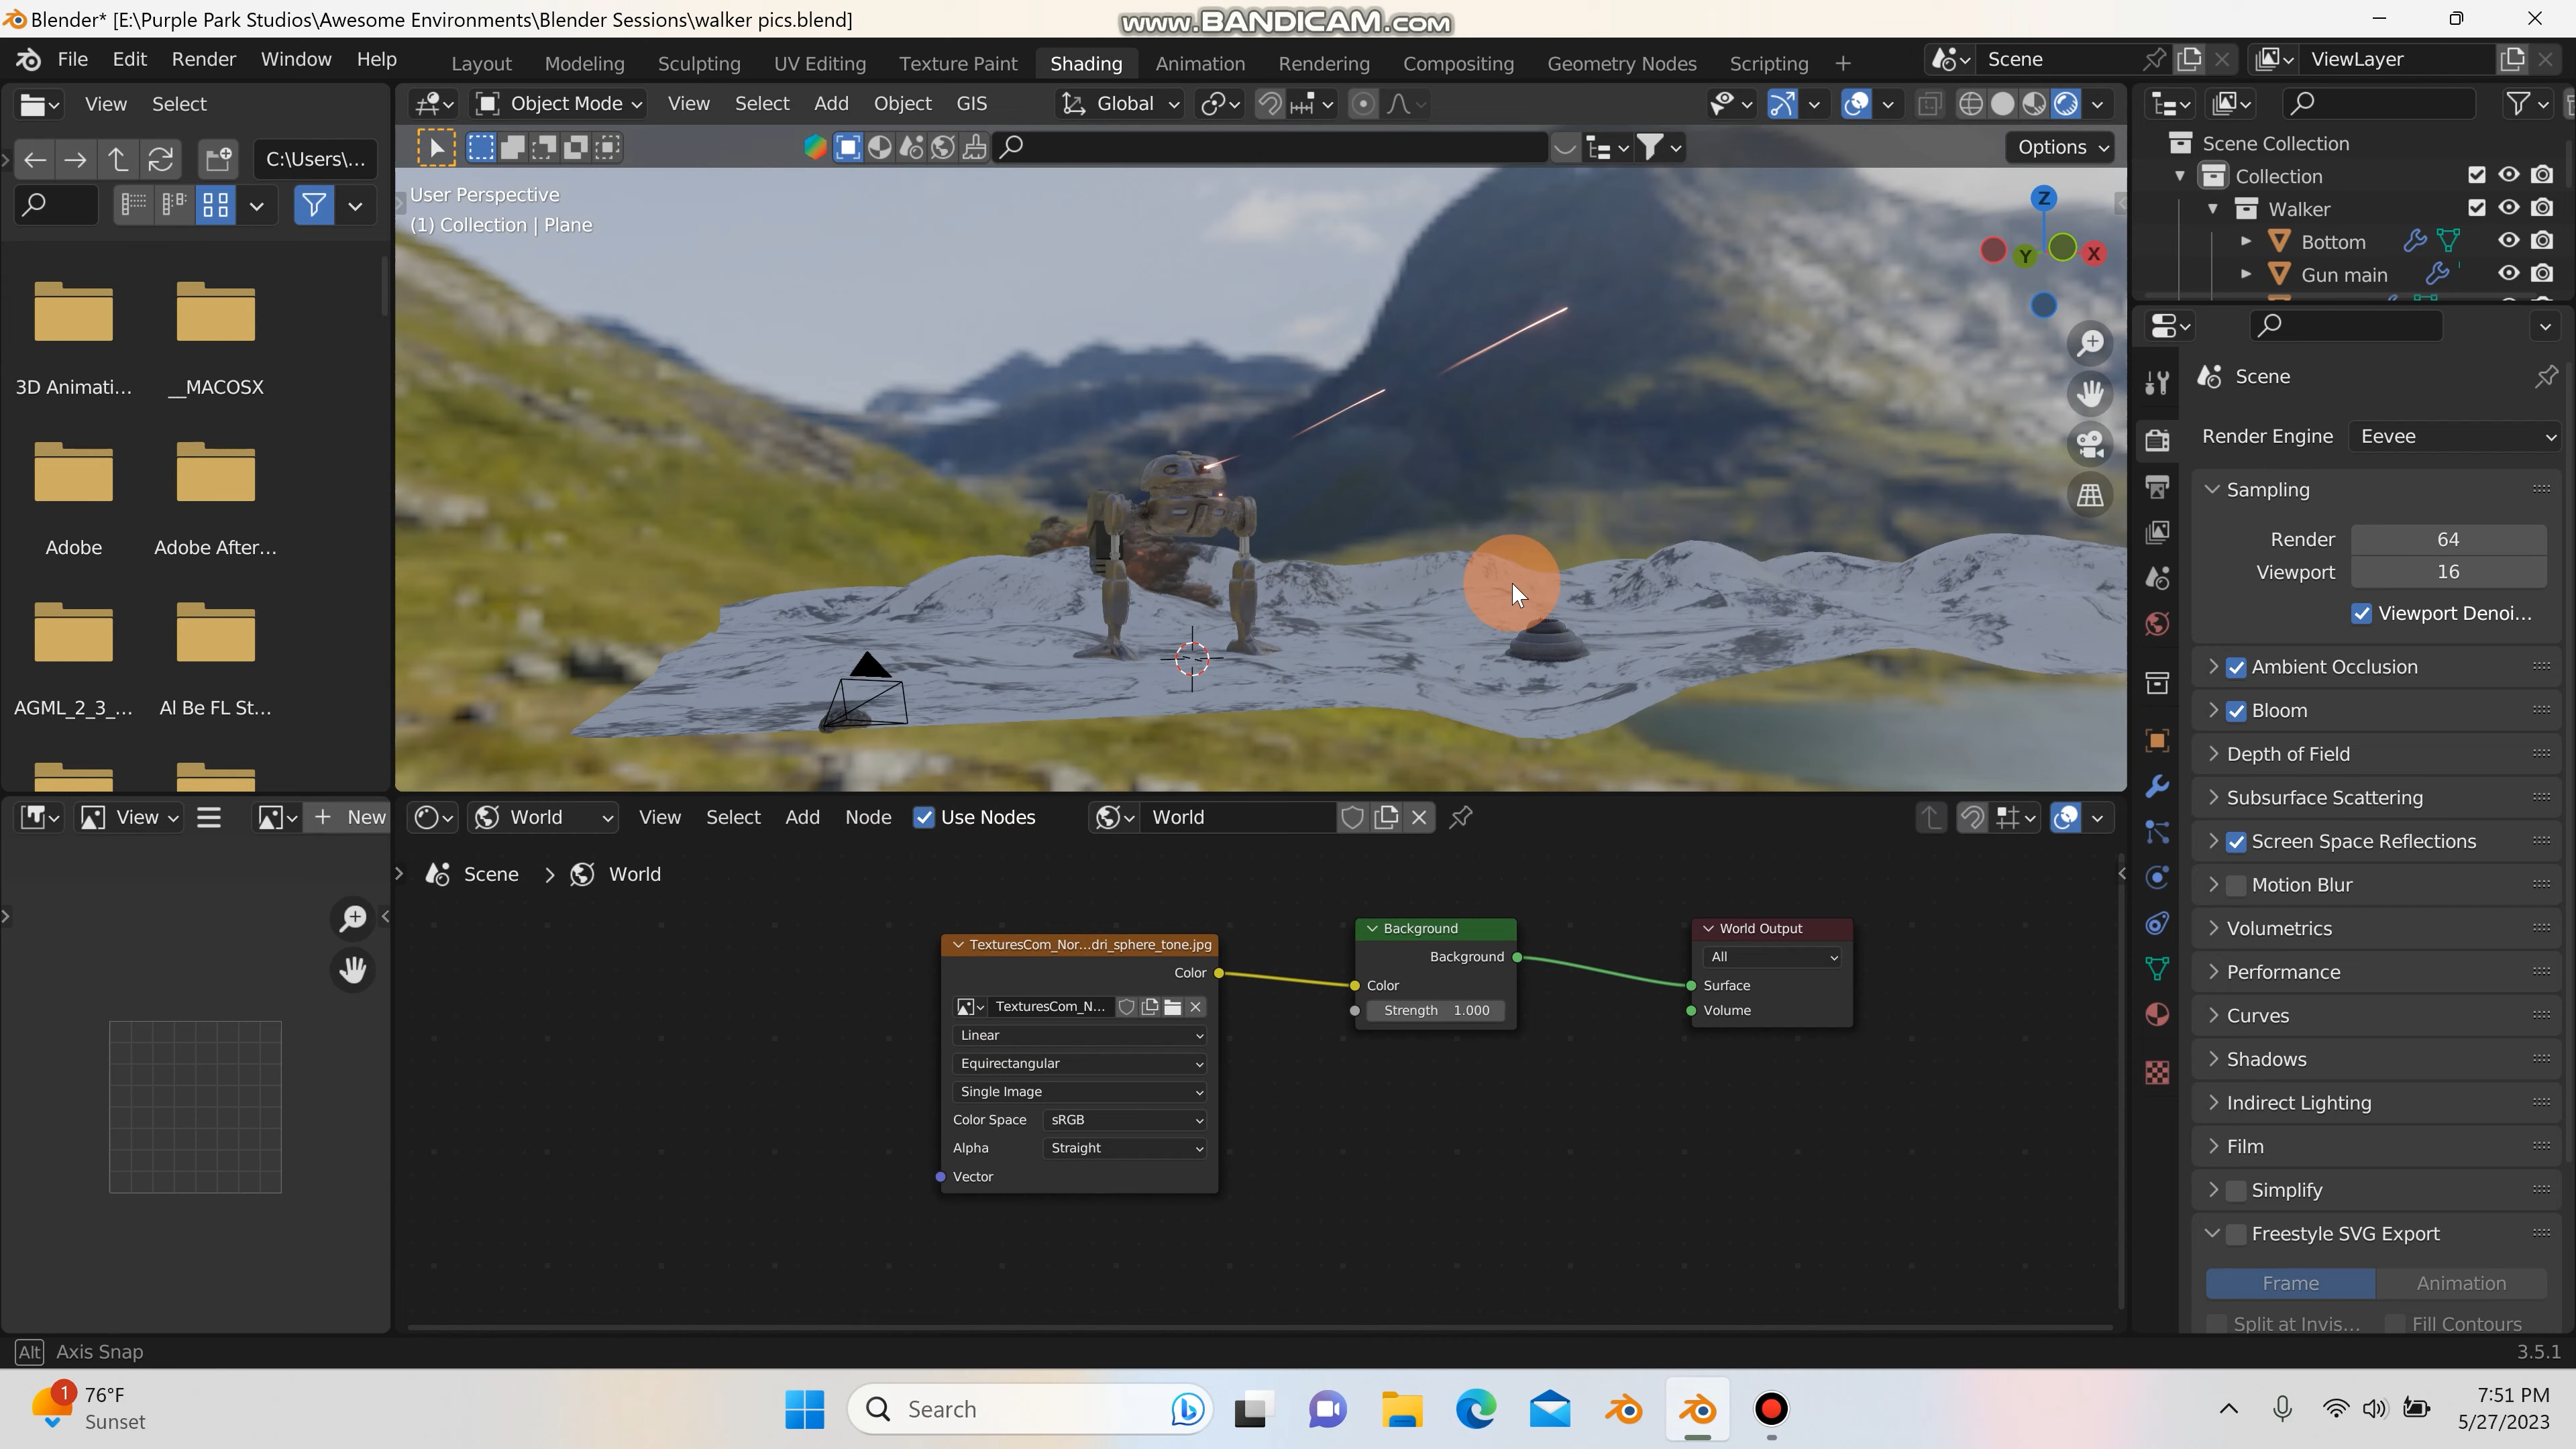 Blender* [E:\Purple Park Studios\Awesome Environments\Blender Sessions\walker pics.blend]
www.BANDICAM.com
File Edit Render Window Help
Layout Modeling Sculpting UV Editing Texture Paint Shading Animation Rendering Compositing Geometry Nodes Scripting +
Scene
ViewLayer
View Select
Object Mode View Select Add Object GIS
Global
C:\Users\...
Options
User Perspective
(1) Collection | Plane
Z
Y
X
Scene Collection
Collection
Walker
Bottom
Gun main
3D Animati...
__MACOSX
Adobe
Adobe After...
AGML_2_3_...
Al Be FL St...
Scene
Render Engine Eevee
Sampling
Render 64
Viewport 16
Viewport Denoi...
Ambient Occlusion
Bloom
Depth of Field
Subsurface Scattering
Screen Space Reflections
Motion Blur
Volumetrics
Performance
Curves
Shadows
Indirect Lighting
Film
Simplify
Freestyle SVG Export
Frame Animation
Split at Invis... Fill Contours
View
+ New
World View Select Add Node Use Nodes
World
Scene > World
TexturesCom_Nor...dri_sphere_tone.jpg
Color
TexturesCom_N...
Linear
Equirectangular
Single Image
Color Space sRGB
Alpha Straight
Vector
Background
Background
Color
Strength 1.000
World Output
All
Surface
Volume
Alt Axis Snap
3.5.1
1
76°F
Sunset
Search
7:51 PM
5/27/2023